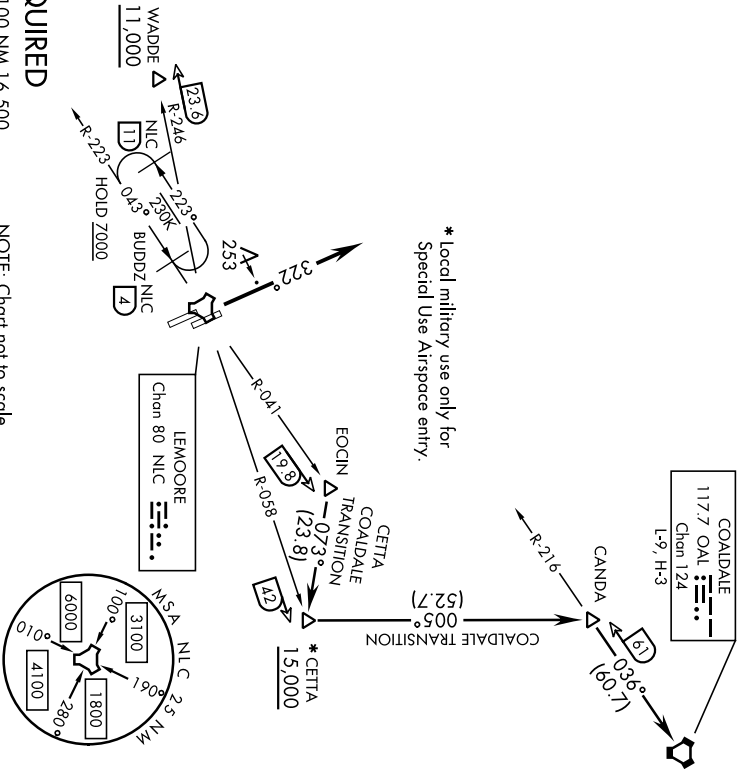 QUIRED
100 NM 16,500
NOTE: Chart not to scale
WADDE
11,000
23.6
R-246
NLC
11
R-223
223°
230K
043°
HOLD 7000
BUDDZ
NLC
4
253
322°
* Local military use only for
Special Use Airspace entry.
LEMOORE
Chan 80 NLC
R-041
R-058
EOCIN
19.8
CETTA
COALDALE
TRANSITION
073°
(23.8)
42
* CETTA
15,000
005°
(52.7)
COALDALE TRANSITION
R-216
CANDA
61
036°
(60.7)
COALDALE
117.7 OAL
Chan 124
L-9, H-3
MSA NLC 25 NM
100°
3100
190°
1800
280°
4100
010°
6000